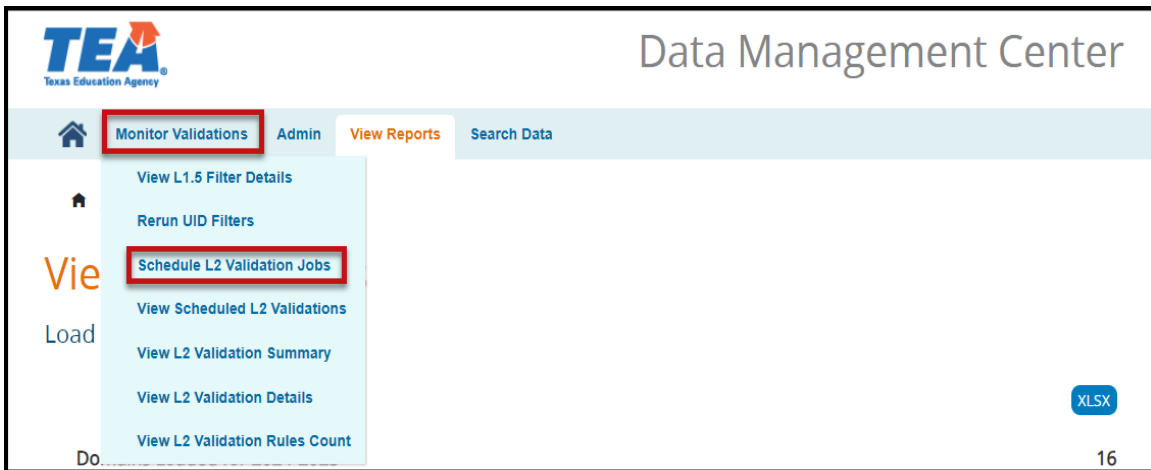 TEA
Texas Education Agency
Data Management Center
Monitor Validations Admin View Reports Search Data
View L1.5 Filter Details
Rerun UID Filters
Schedule L2 Validation Jobs
Vie
View Scheduled L2 Validations
Load
View L2 Validation Summary
View L2 Validation Details
XLSX
View L2 Validation Rules Count
Do
16